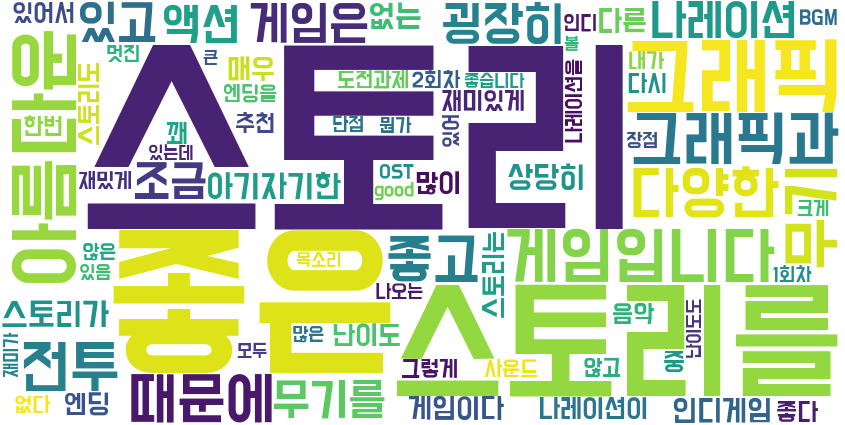 있어서 있고 액션 게임은 없는 굉장히 인디 다른 나레이션 BGM
멋진 큰 볼 내가
완전 스토리도 매우 도전과제 2회차 좋습니다 그래픽
한번 엔딩을 재미있게 나레이션을 다시
스토리 꽤 추천 단점 뭔가 있어 장점 그래픽과
있는데 OST
재밌게 조금 아기자기한 good 많이 상당히 다양한 기
아름 크게
좋은 목소리 좋고 게임입니다 마
않은 있음 스토리는 1회차
나오는
스토리가 많은 난이도 스토리를 음악 난이도도
재미가 전투 모두 그렇게 사운드 않고 중
없다 엔딩 때문에 무기를 게임이다 나레이션이 인디게임 좋다